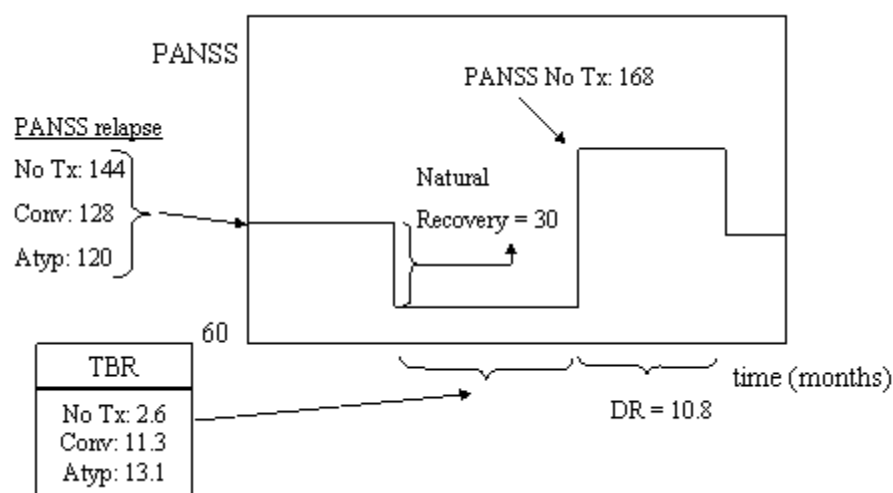 PANSS
PANSS No Tx: 168
PANSS relapse
No Tx: 144
Conv: 128
Atyp: 120
Natural
Recovery = 30
60
TBR
No Tx: 2.6
Conv: 11.3
Atyp: 13.1
time (months)
DR = 10.8